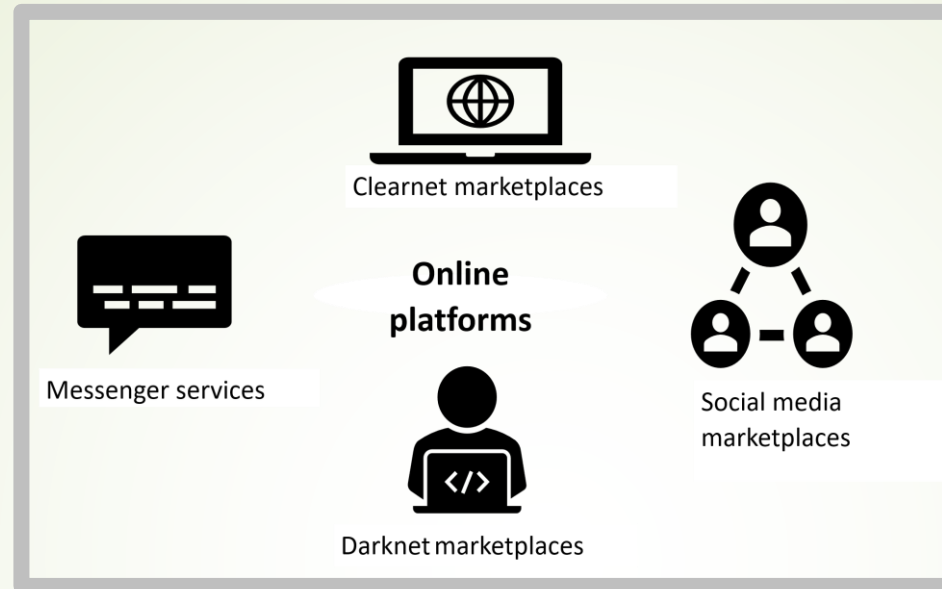 Clearnet marketplaces
Online
platforms
Messenger services
Social media
marketplaces
</>
Darknet marketplaces